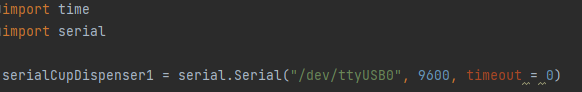 import time
import serial
serialCupDispenser1 = serial.Serial("/dev/ttyUSB0", 9600, timeout = 0)